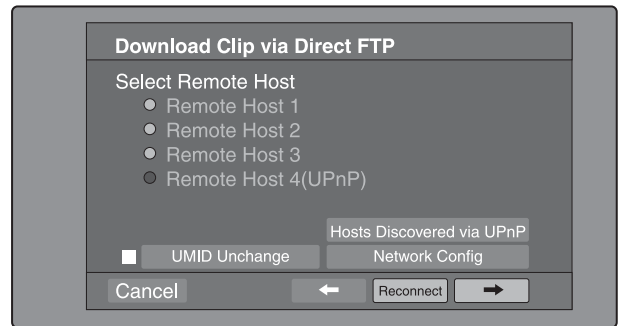 Download Clip via Direct FTP
Select Remote Host
Remote Host 1
Remote Host 2
Remote Host 3
Remote Host 4(UPnP)
Hosts Discovered via UPnP
UMID Unchange Network Config
Cancel Reconnect